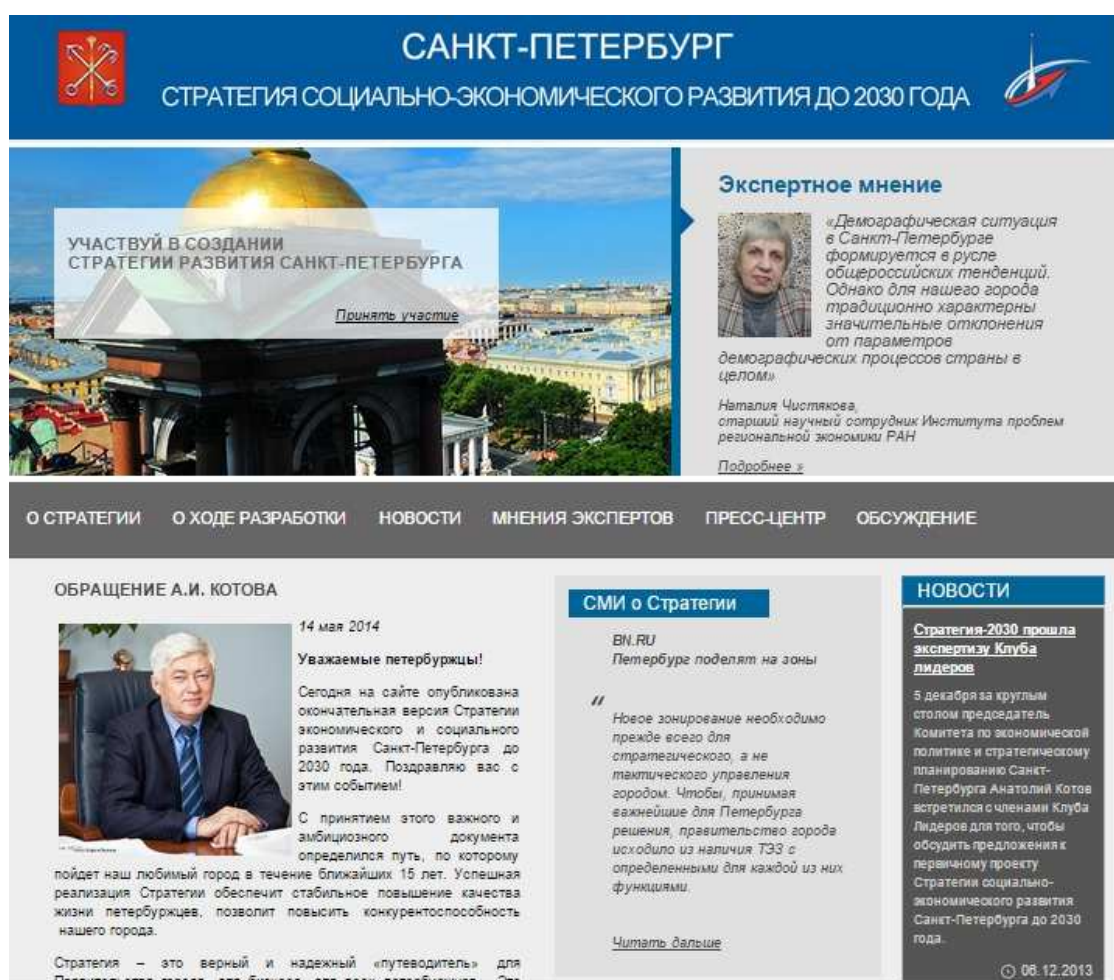 САНКТ-ПЕТЕРБУРГ
СТРАТЕГИЯ СОЦИАЛЬНО-ЭКОНОМИЧЕСКОГО РАЗВИТИЯ ДО 2030 ГОДА
УЧАСТВУЙ В СОЗДАНИИ
СТРАТЕГИИ РАЗВИТИЯ САНКТ-ПЕТЕРБУРГА
Принять участие
Экспертное мнение
«Демографическая ситуация
в Санкт-Петербурге
формируется в русле
общероссийских тенденций.
Однако для нашего города
традиционно характерны
значительные отклонения
от параметров
демографических процессов страны в
целом»
Наталия Чистякова,
старший научный сотрудник Института проблем
региональной экономики РАН
Подробнее »
О СТРАТЕГИИ О ХОДЕ РАЗРАБОТКИ НОВОСТИ МНЕНИЯ ЭКСПЕРТОВ ПРЕСС-ЦЕНТР ОБСУЖДЕНИЕ
ОБРАЩЕНИЕ А.И. КОТОВА
14 мая 2014
Уважаемые петербуржцы!
Сегодня на сайте опубликована
окончательная версия Стратегии
экономического и социального
развития Санкт-Петербурга до
2030 года. Поздравляю вас с
этим событием!
С принятием этого важного и
амбициозного документа
определился путь, по которому
пойдет наш любимый город в течение ближайших 15 лет. Успешная
реализация Стратегии обеспечит стабильное повышение качества
жизни петербуржцев, позволит повысить конкурентоспособность
нашего города.
Стратегия – это верный и надежный «путеводитель» для
СМИ о Стратегии
BN.RU
Петербург поделят на зоны
“
Новое зонирование необходимо
прежде всего для
стратегического, а не
тактического управления
городом. Чтобы, принимая
важнейшие для Петербурга
решения, правительство города
исходило из наличия ТЭЗ с
определенными для каждой из них
функциями.
Читать дальше
НОВОСТИ
Стратегия-2030 прошла
экспертизу Клуба
лидеров
5 декабря за круглым
столом председатель
Комитета по экономической
политике и стратегическому
планированию Санкт-
Петербурга Анатолий Котов
встретился с членами Клуба
Лидеров для того, чтобы
обсудить предложения к
первичному проекту
Стратегии социально-
экономического развития
Санкт-Петербурга до 2030
года.
06.12.2013